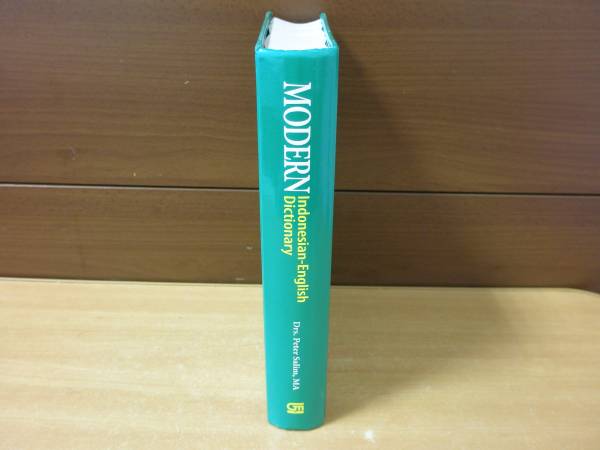 MODERN
Indonesian-English
Dictionary
Drs. Peter Salim, MA